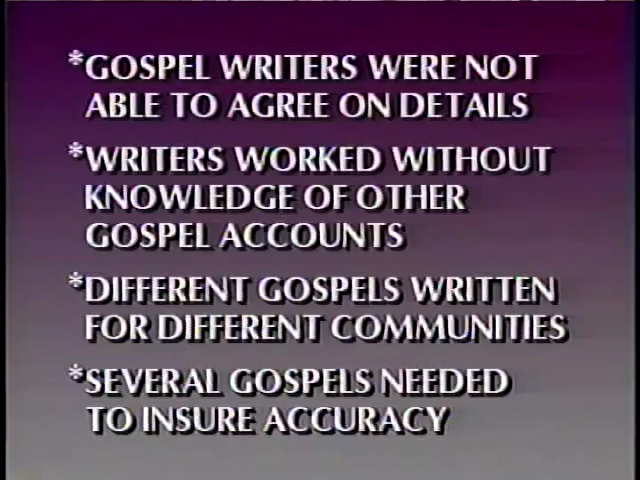 *GOSPEL WRITERS WERE NOT
ABLE TO AGREE ON DETAILS
*WRITERS WORKED WITHOUT
KNOWLEDGE OF OTHER
GOSPEL ACCOUNTS
*DIFFERENT GOSPELS WRITTEN
FOR DIFFERENT COMMUNITIES
*SEVERAL GOSPELS NEEDED
TO INSURE ACCURACY